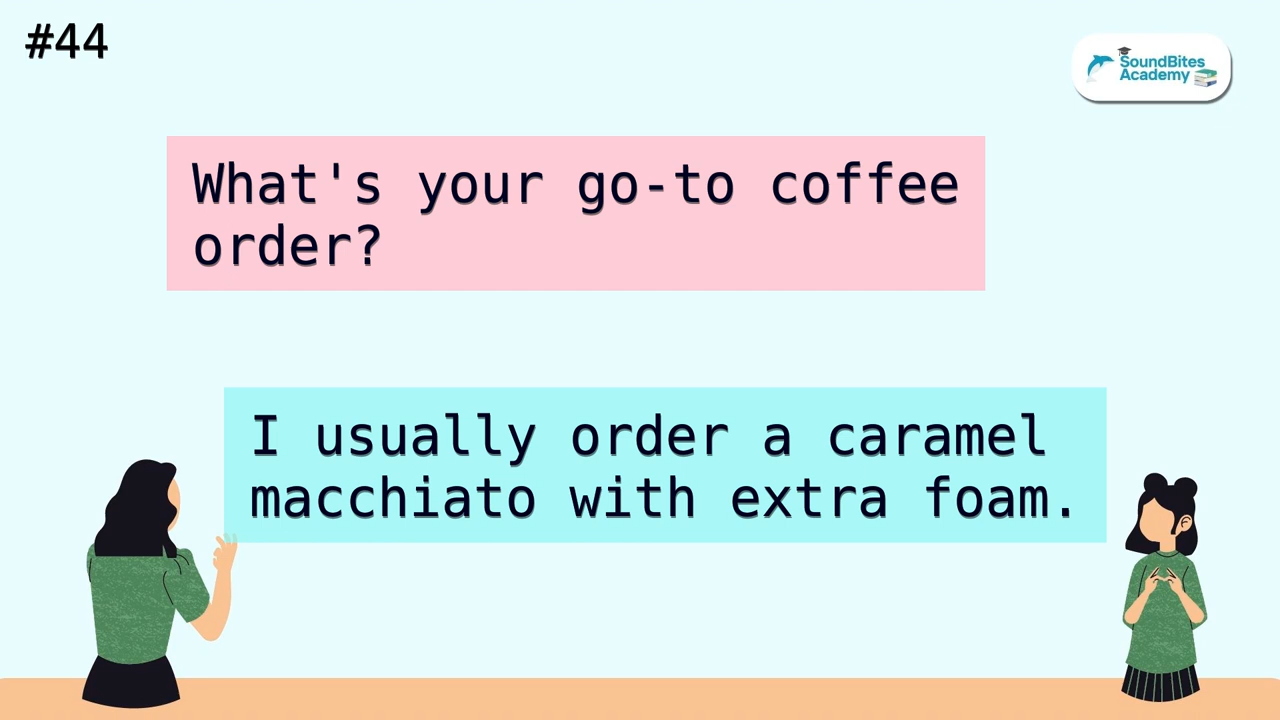 #44
SoundBites
Academy
What's your go-to coffee
order?
I usually order a caramel
macchiato with extra foam.